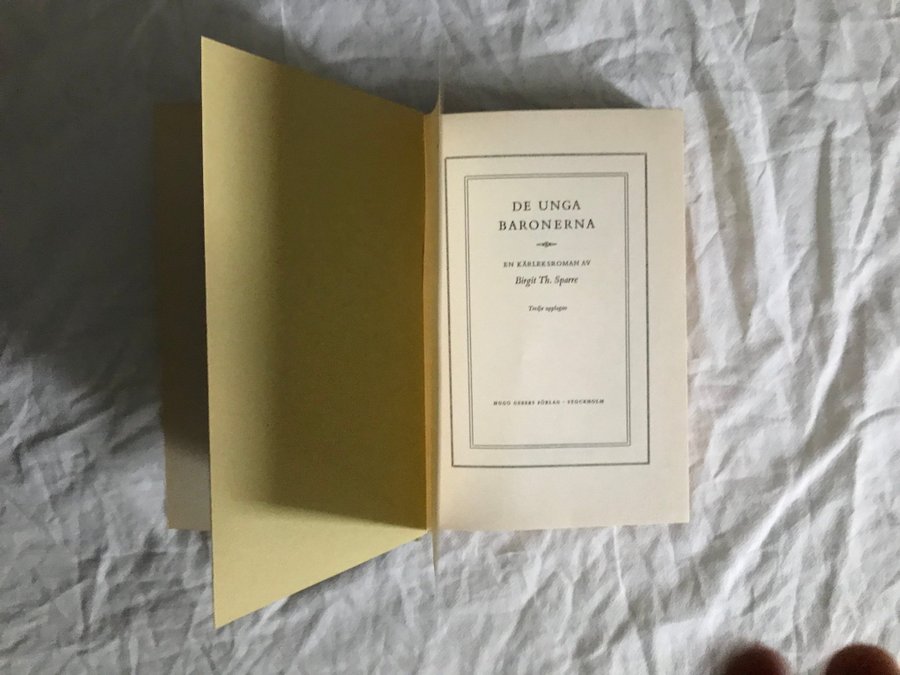 DE UNGA
BARONERNA
EN KÄRLEKSROMAN AV
Birgit Th. Sparre
Tredje upplagan
HUGO GEBERS FÖRLAG · STOCKHOLM